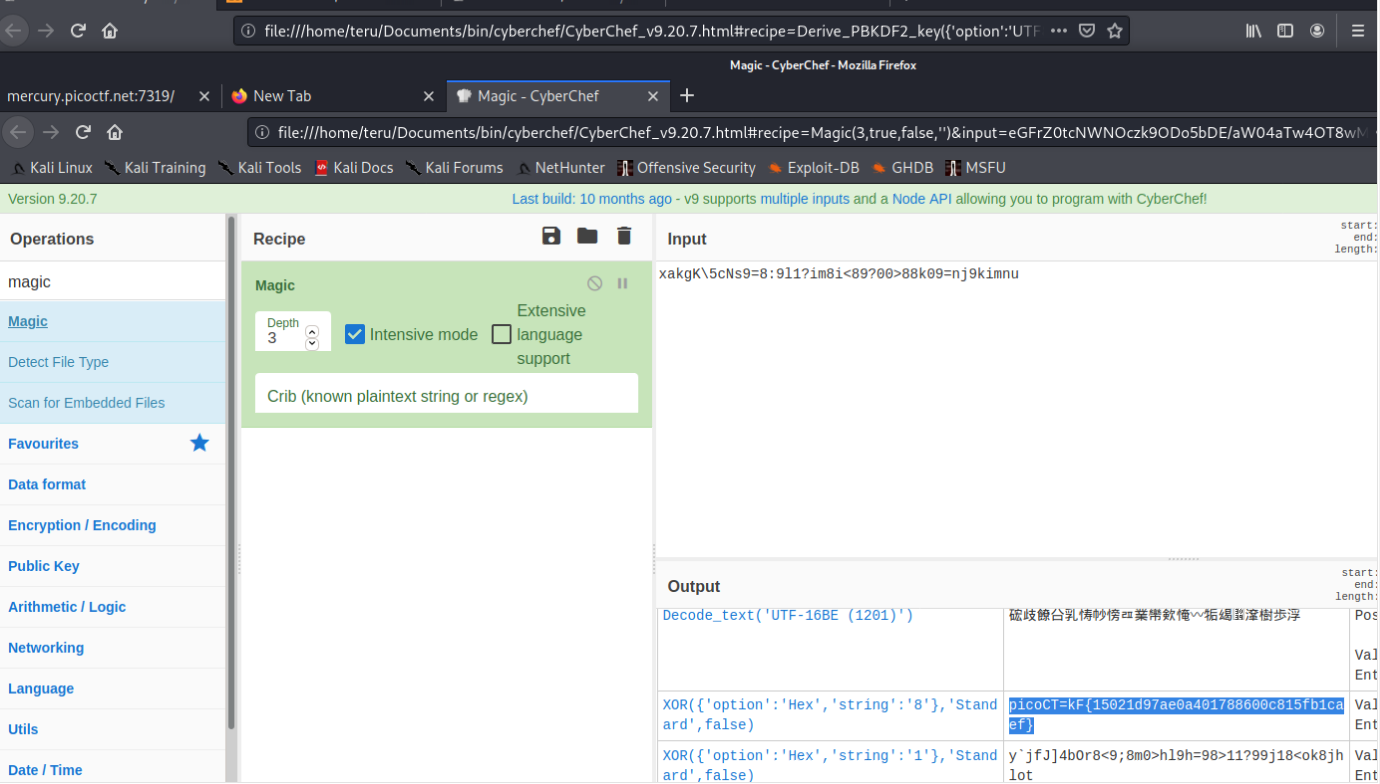 file:///home/teru/Documents/bin/cyberchef/CyberChef_v9.20.7.html#recipe=Derive_PBKDF2_key({'option':'UTF
Magic - CyberChef - Mozilla Firefox
mercury.picoctf.net:7319/ New Tab Magic - CyberChef
file:///home/teru/Documents/bin/cyberchef/CyberChef_v9.20.7.html#recipe=Magic(3,true,false,'')&input=eGFrZ0tcNWNOczk9ODo5bDE/aW04aTw4OT8wM
Kali Linux Kali Training Kali Tools Kali Docs Kali Forums NetHunter Offensive Security Exploit-DB GHDB MSFU
Version 9.20.7 Last build: 10 months ago - v9 supports multiple inputs and a Node API allowing you to program with CyberChef!
Operations
magic
Magic
Detect File Type
Scan for Embedded Files
Favourites
Data format
Encryption / Encoding
Public Key
Arithmetic / Logic
Networking
Language
Utils
Date / Time
Recipe
Magic
Depth
3
Intensive mode
Extensive
language
support
Crib (known plaintext string or regex)
Input
start:
end:
length:
xakgK\5cNs9=8:9l1?im8i<89?00>88k09=nj9kimnu
Output
start:
end:
length:
Decode_text('UTF-16BE (1201)')
Pos
Val
Ent
XOR({'option':'Hex','string':'8'},'Stand
ard',false)
picoCT=kF{15021d97ae0a401788600c815fb1ca
ef}
Val
Ent
XOR({'option':'Hex','string':'1'},'Stand
ard',false)
y`jfJ]4bOr8<9;8m0>hl9h=98>11?99j18<ok8jh
lot
Val
Ent